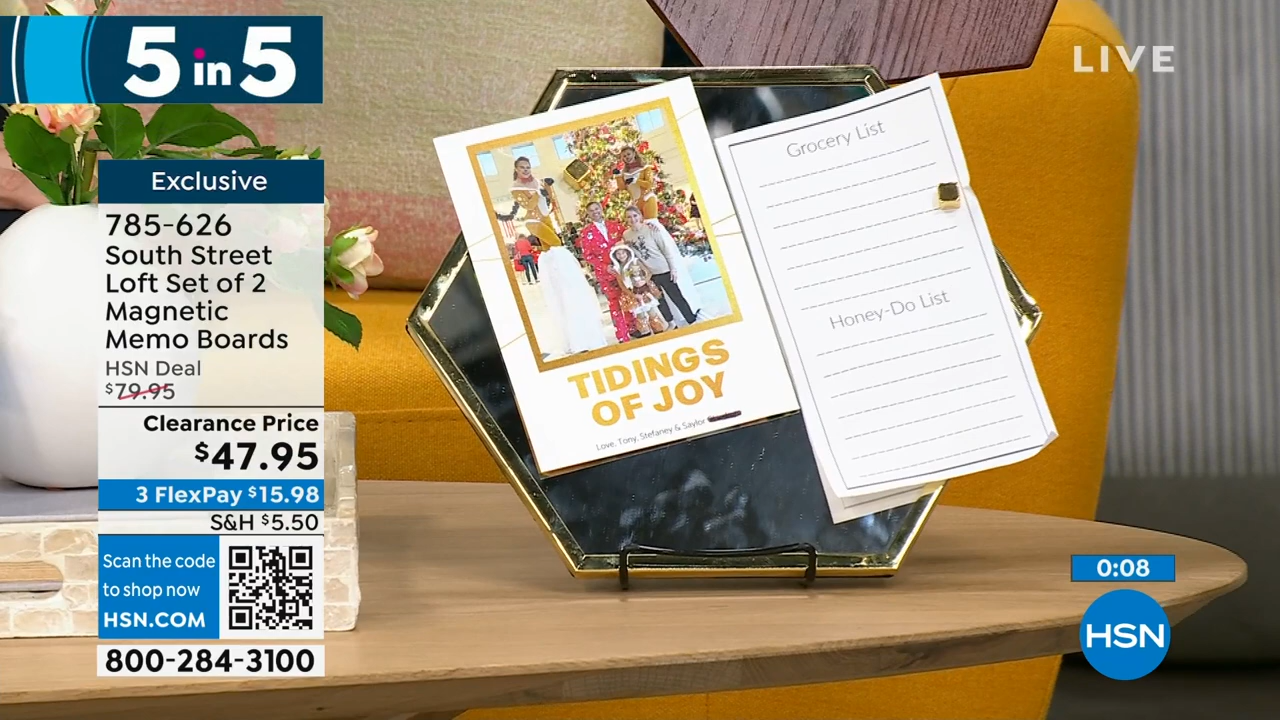 5 in 5
LIVE
Exclusive
785-626
South Street
Loft Set of 2
Magnetic
Memo Boards
HSN Deal
$79.95
Clearance Price
$47.95
3 FlexPay $15.98
S&H $5.50
Scan the code
to shop now
HSN.COM
800-284-3100
TIDINGS
OF JOY
Love, Tony, Stefaney & Saylor
Grocery List
Honey-Do List
0:08
HSN